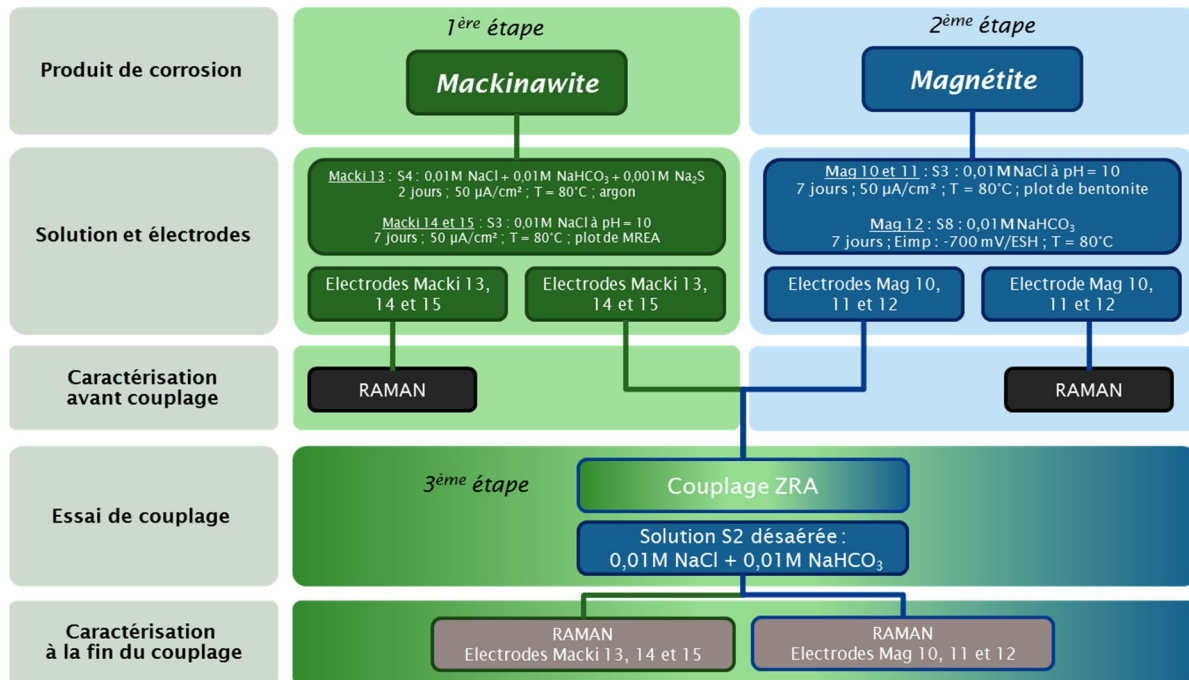 1ère étape
2ème étape
Produit de corrosion
Mackinawite
Magnétite
Solution et électrodes
Macki 13 : S4 : 0,01M NaCl + 0,01M NaHCO₃ + 0,001M Na₂S
2 jours ; 50 µA/cm² ; T = 80°C ; argon
Macki 14 et 15 : S3 : 0,01M NaCl à pH = 10
7 jours ; 50 µA/cm² ; T = 80°C ; plot de MREA
Mag 10 et 11 : S3 : 0,01M NaCl à pH = 10
7 jours ; 50 µA/cm² ; T = 80°C ; plot de bentonite
Mag 12 : S8 : 0,01M NaHCO₃
7 jours ; Eimp : -700 mV/ESH ; T = 80°C
Electrodes Macki 13,
14 et 15
Electrodes Macki 13,
14 et 15
Electrodes Mag 10,
11 et 12
Electrode Mag 10,
11 et 12
Caractérisation
avant couplage
RAMAN
RAMAN
Essai de couplage
3ème étape
Couplage ZRA
Solution S2 désaérée :
0,01M NaCl + 0,01M NaHCO₃
Caractérisation
à la fin du couplage
RAMAN
Electrodes Macki 13, 14 et 15
RAMAN
Electrodes Mag 10, 11 et 12